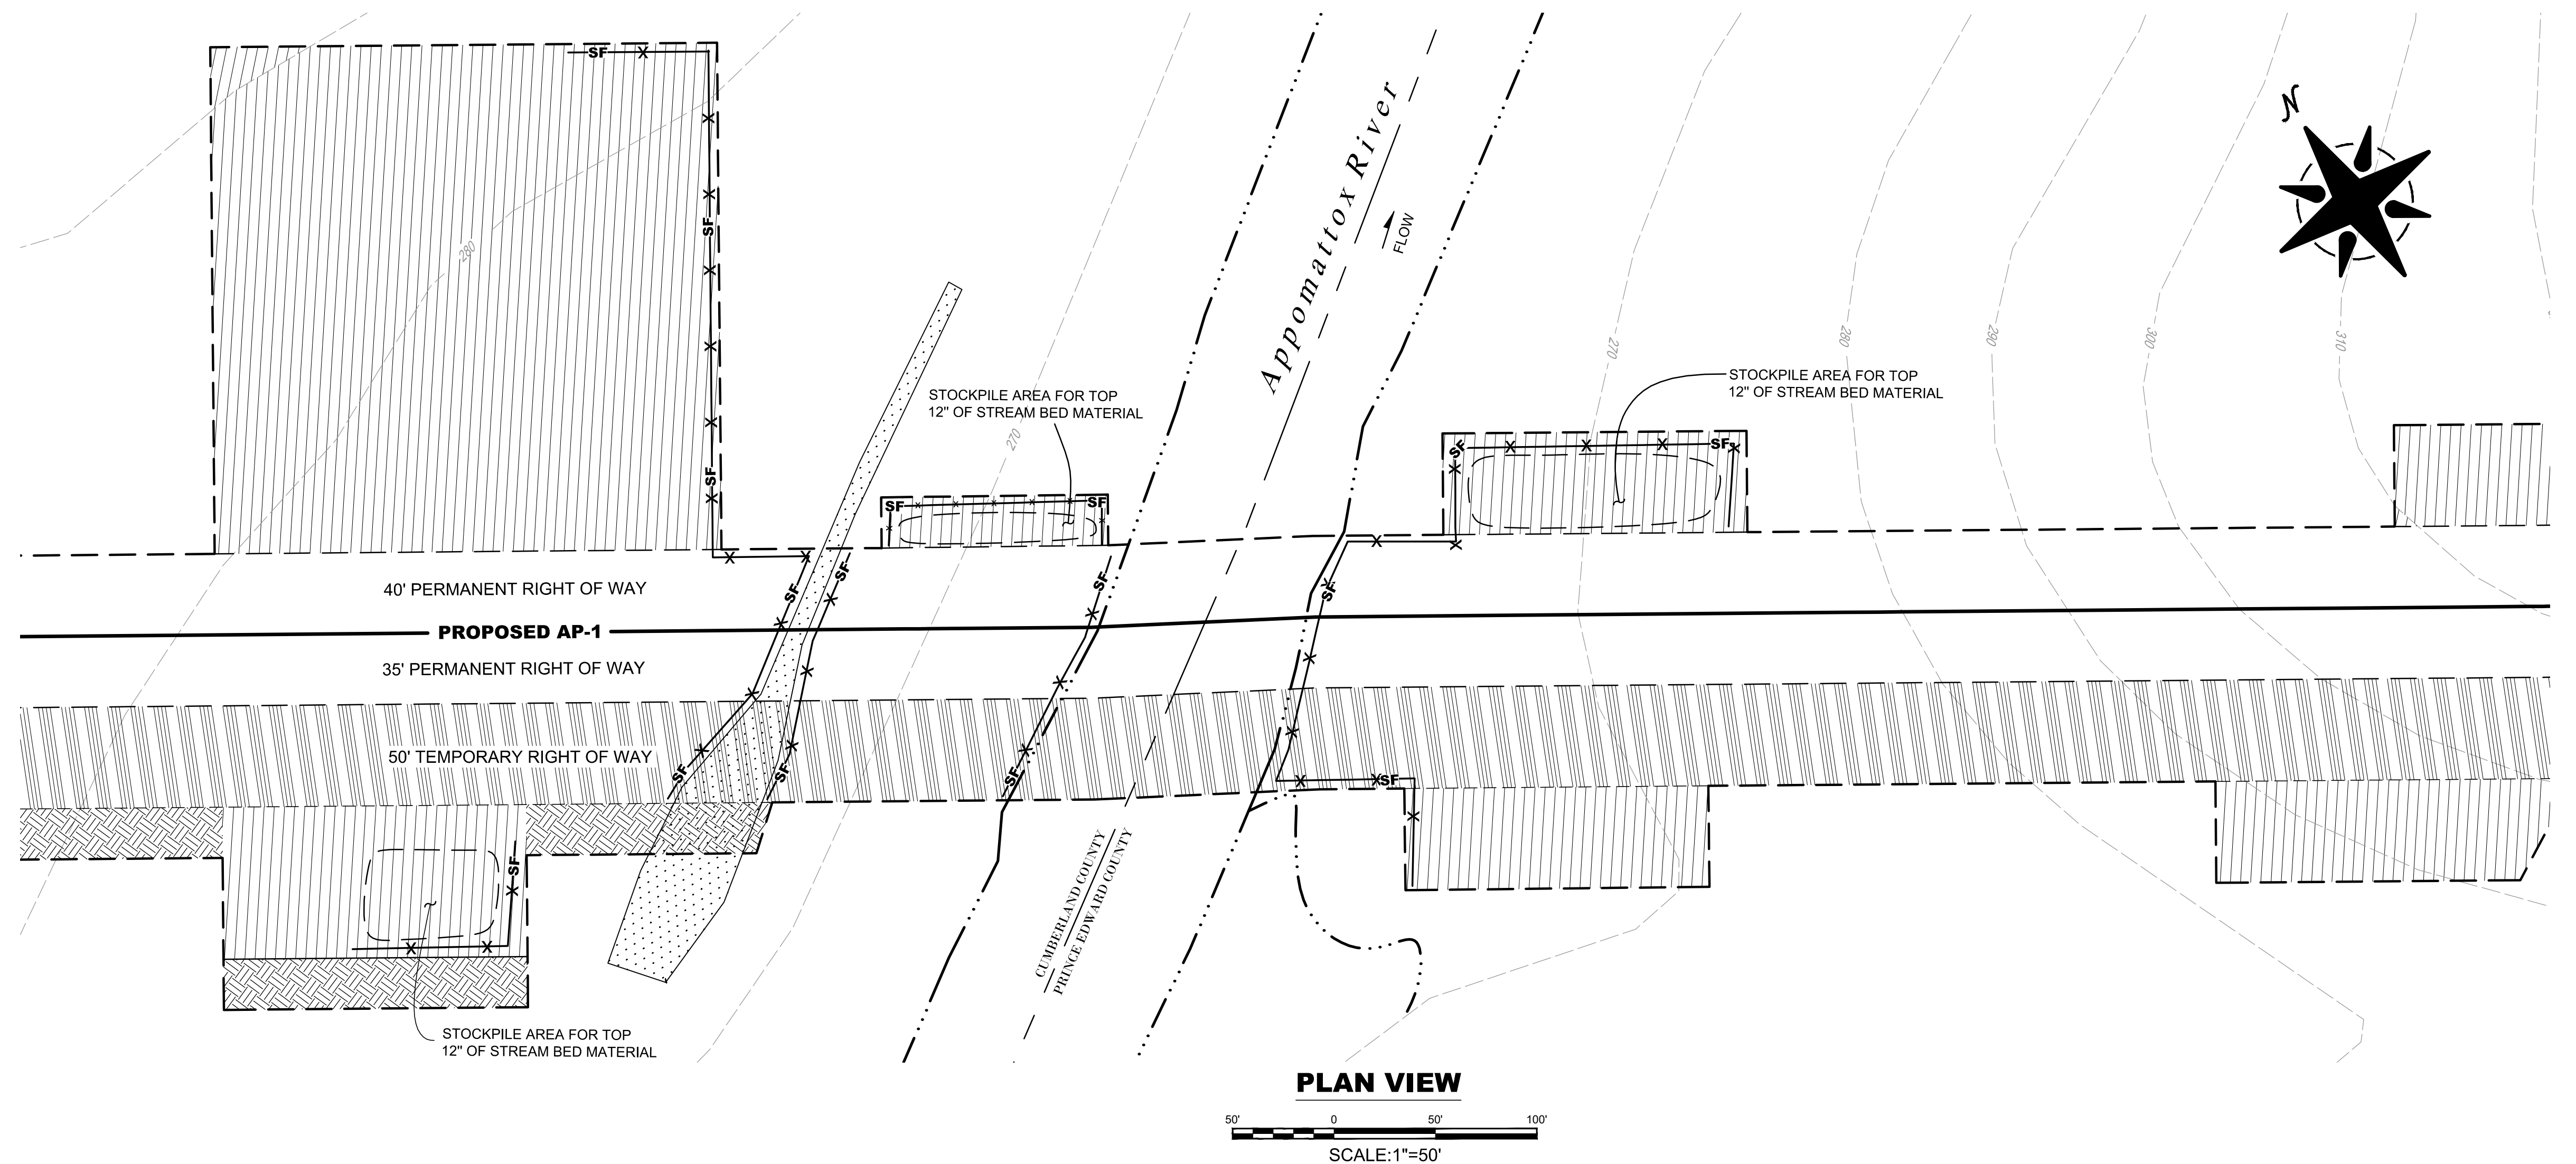 SF
N
SF
280
Appomattox River
FLOW
270
280
290
300
310
STOCKPILE AREA FOR TOP
12" OF STREAM BED MATERIAL
STOCKPILE AREA FOR TOP
12" OF STREAM BED MATERIAL
270
SF
SF
SF
SF
SF
SF
SF
SF
SF
SF
40' PERMANENT RIGHT OF WAY
PROPOSED AP-1
35' PERMANENT RIGHT OF WAY
50' TEMPORARY RIGHT OF WAY
SF
SF
SF
SF
SF
CUMBERLAND COUNTY
PRINCE EDWARD COUNTY
STOCKPILE AREA FOR TOP
12" OF STREAM BED MATERIAL
PLAN VIEW
50' 0 50' 100'
SCALE:1"=50'